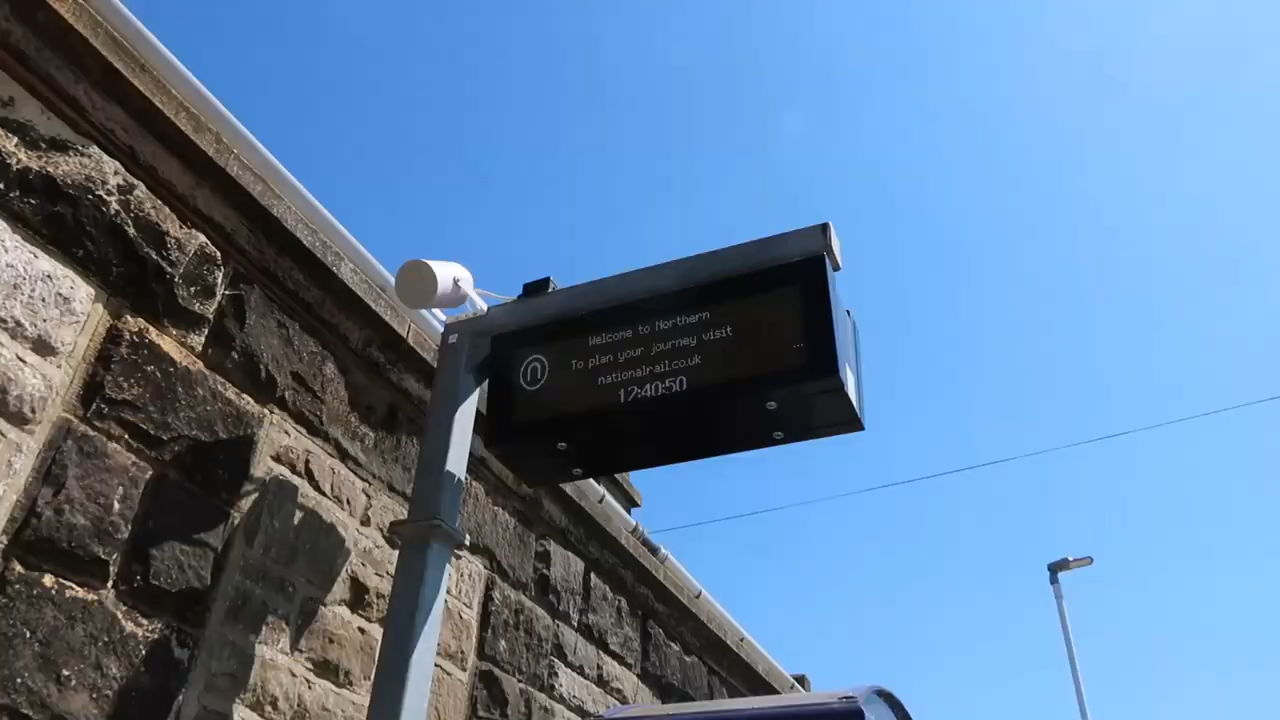 Welcome to Northern
To plan your journey visit
...
n
nationalrail.co.uk
12:40:50